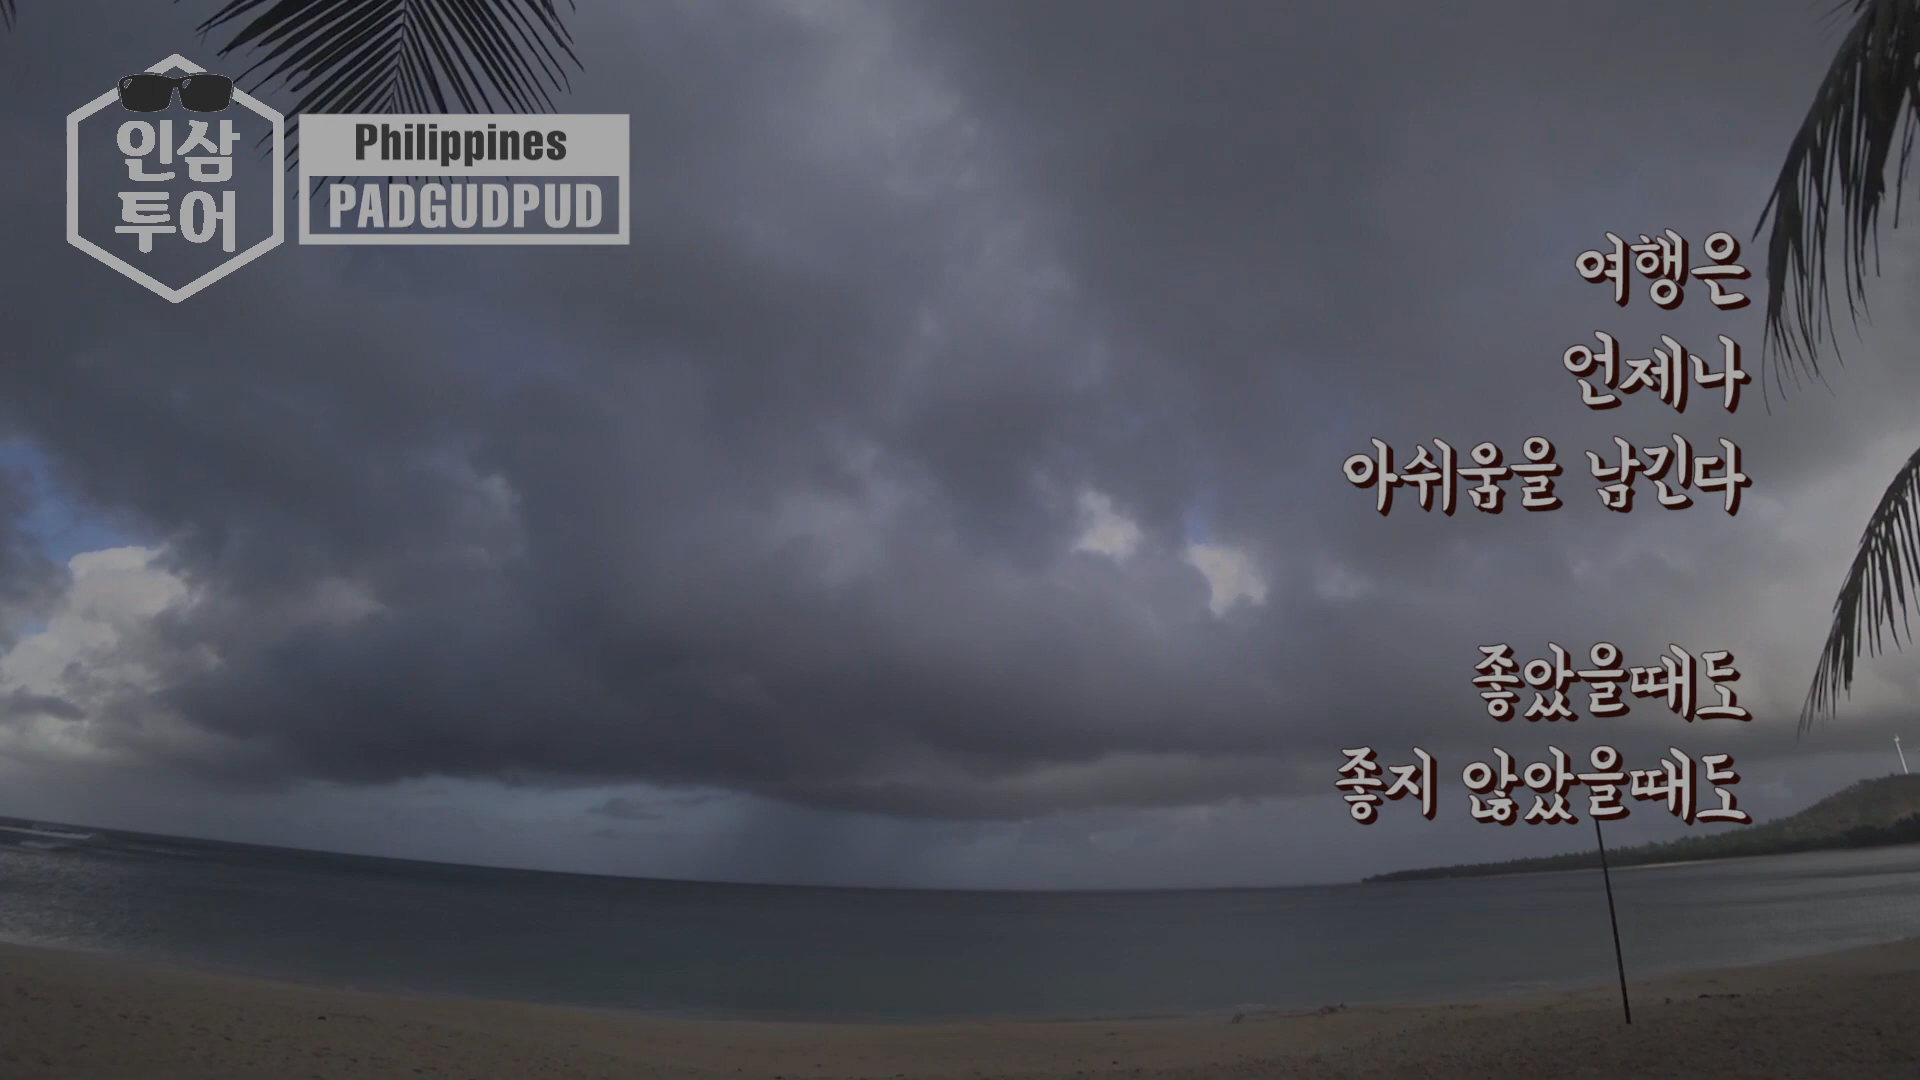 인삼
투어
Philippines
PADGUDPUD
여행은
언제나
아쉬움을 남긴다
좋았을때도
좋지 않았을때도